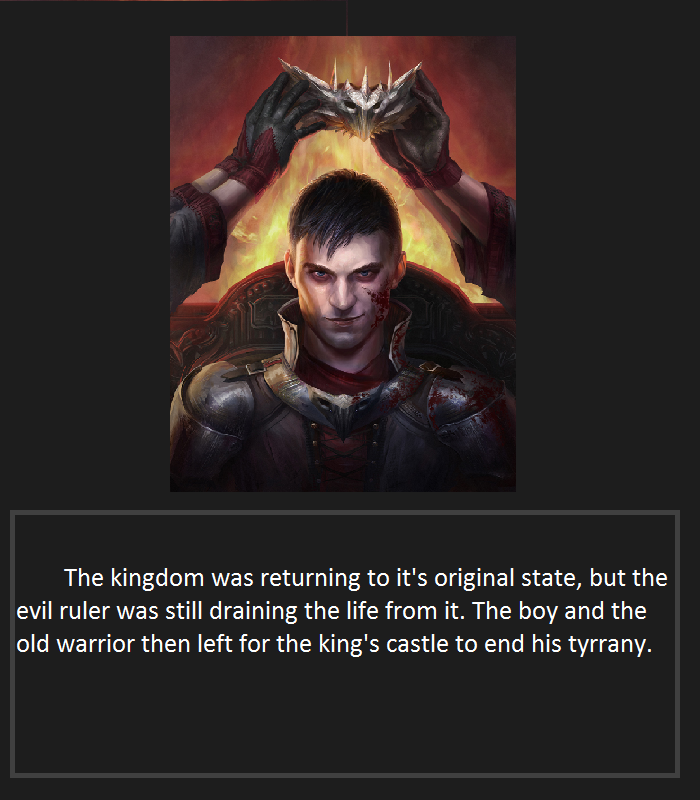 The kingdom was returning to it's original state, but the
evil ruler was still draining the life from it. The boy and the
old warrior then left for the king's castle to end his tyrrany.